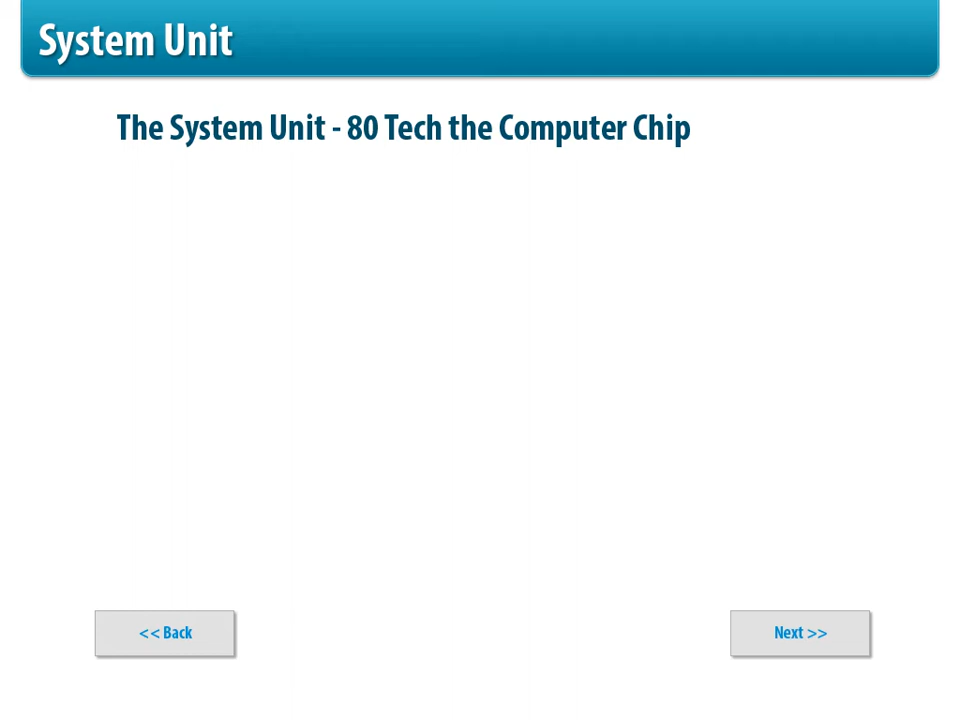 System Unit
The System Unit - 80 Tech the Computer Chip
<< Back
Next >>